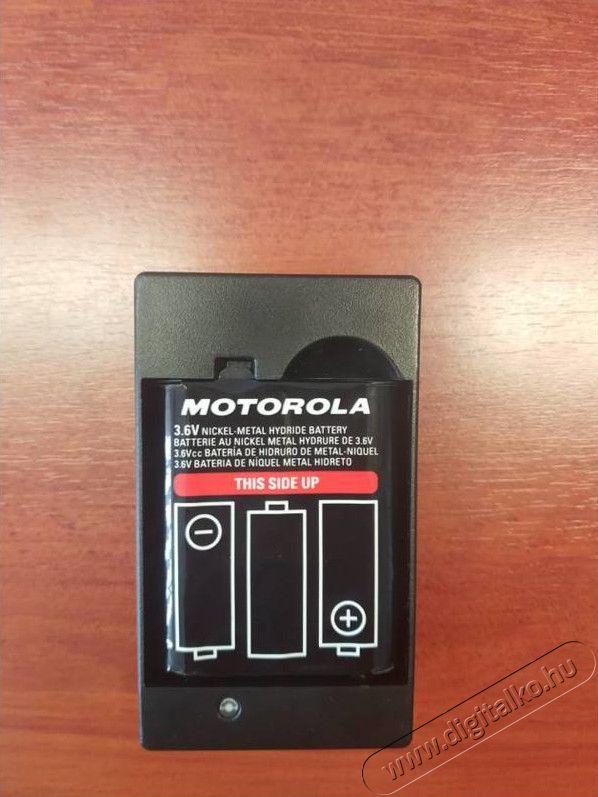 MOTOROLA
3.6V NICKEL-METAL HYDRIDE BATTERY
BATTERIE AU NICKEL METAL HYDRURE DE 3.6V
3.6Vcc BATERÍA DE HIDRURO DE METAL-NIQUEL
3.6V BATERIA DE NÍQUEL METAL HIDRETO
THIS SIDE UP
www.digitalko.hu